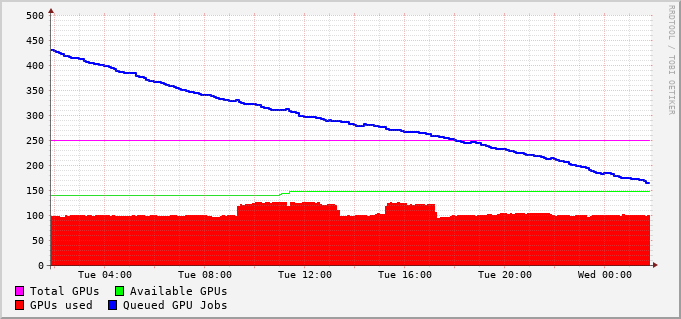 500
450
400
350
300
250
200
150
100
50
0
Tue 04:00 Tue 08:00 Tue 12:00 Tue 16:00 Tue 20:00 Wed 00:00
Total GPUs Available GPUs
GPUs used Queued GPU Jobs
RRDTOOL / TOBI OETIKER